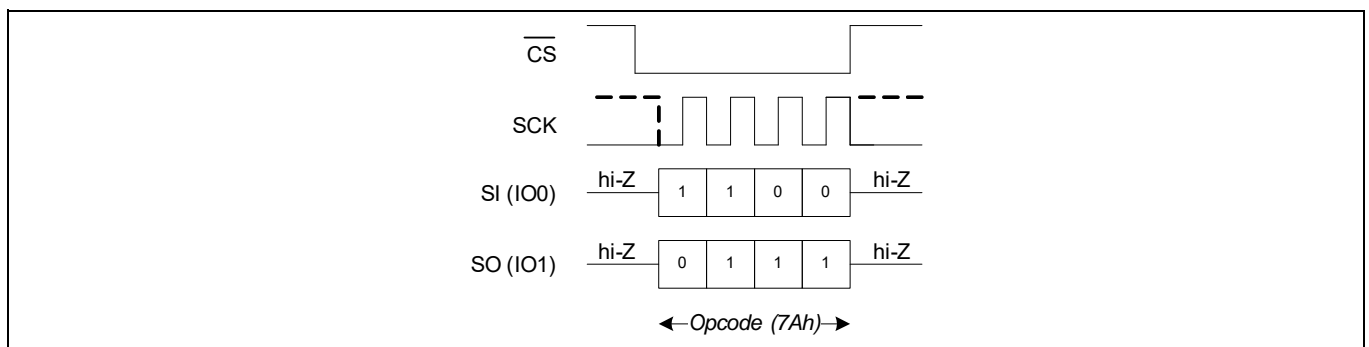 CS
SCK
hi-Z 1 1 0 0 hi-Z
SI (IO0)
hi-Z 0 1 1 1 hi-Z
SO (IO1)
Opcode (7Ah)